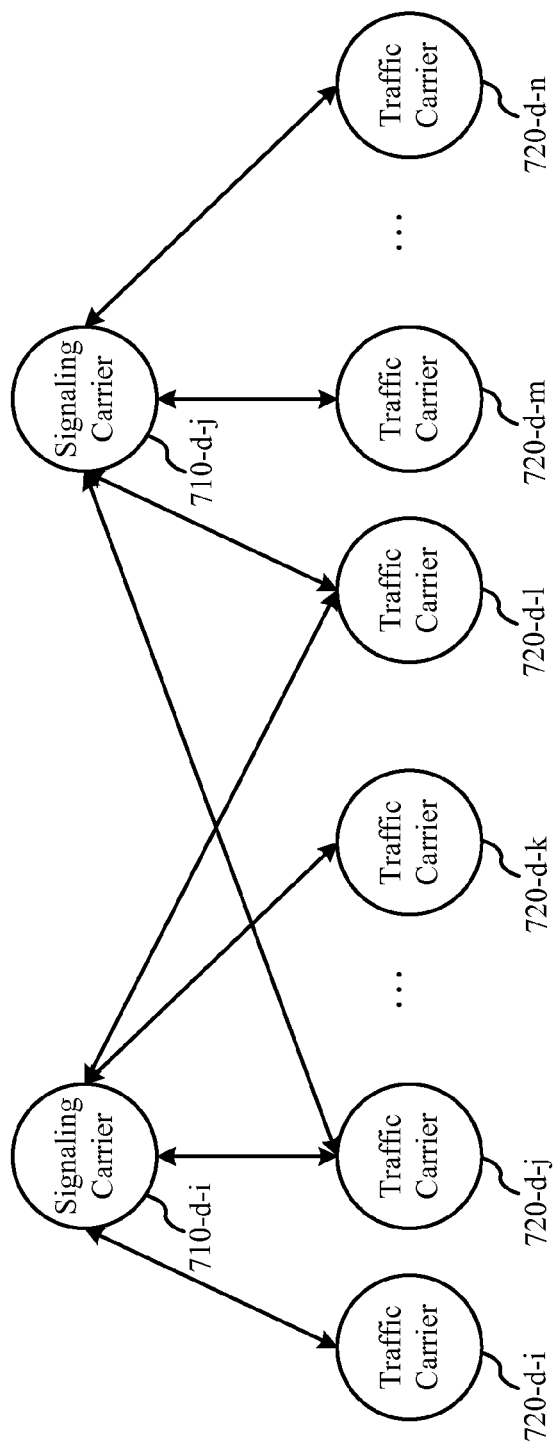 Signaling
Carrier
710-d-i
Signaling
Carrier
710-d-j
Traffic
Carrier
720-d-i
Traffic
Carrier
720-d-j
...
Traffic
Carrier
720-d-k
Traffic
Carrier
720-d-l
Traffic
Carrier
720-d-m
...
Traffic
Carrier
720-d-n